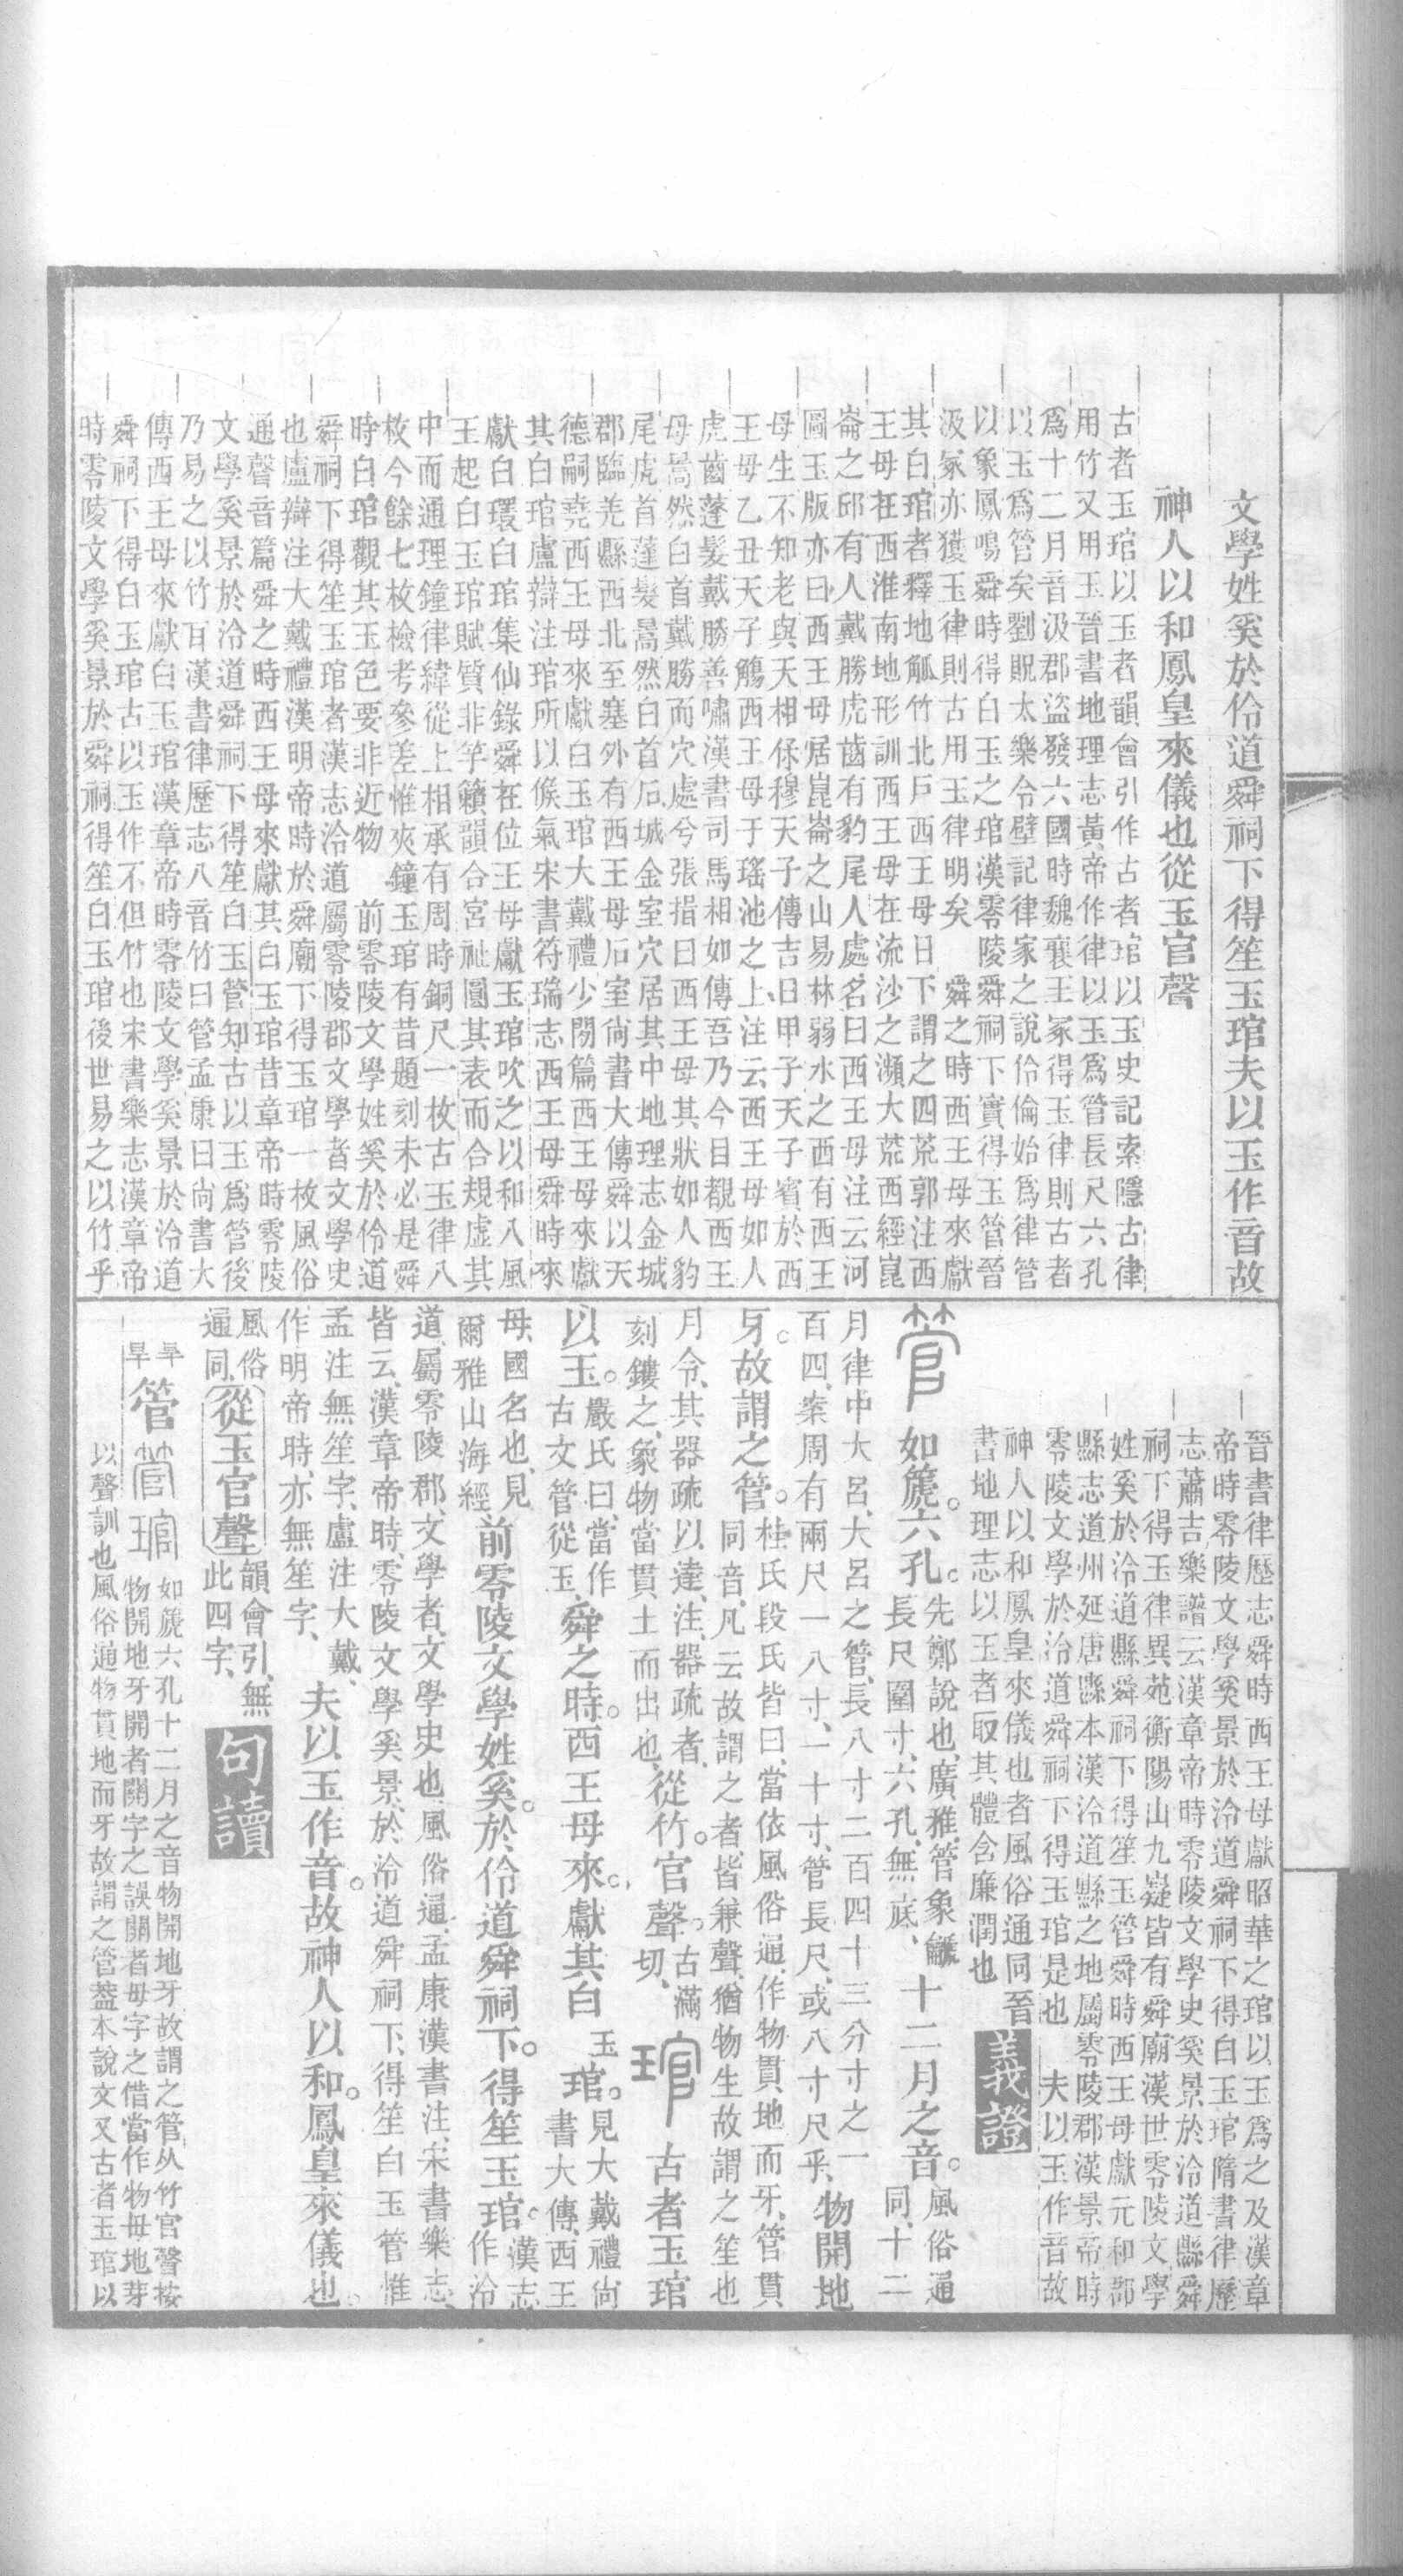 文學姓奚於伶道舜祠下得笙玉琯夫以玉作音故
神人以和鳳皇來儀也從玉官聲
古者玉琯以玉者韻會引作古者琯以玉史記索隱古律
用竹又用玉晉書地理志黃帝作律以玉爲管長尺六孔
爲十二月音汲郡盜發六國時魏襄王冢得玉律則古者
以玉爲管矣劉貺太樂令壁記律家之說伶倫始爲律管
以象鳳鳴舜時得白玉之琯漢零陵舜祠下實得玉管晉
汲冢亦獲玉律則古用玉律明矣　舜之時西王母來獻
其白琯者釋地觚竹北戶西王母日下謂之四荒郭注西
王母在西淮南地形訓西王母在流沙之瀕大荒西經崑
崙之邱有人戴勝虎齒有豹尾人處名曰西王母注云河
圖玉版亦曰西王母居崑崙之山易林弱水之西有西王
母生不知老與天相保穆天子傳吉日甲子天子賓於西
王母乙丑天子觴西王母于瑤池之上注云西王母如人
虎齒蓬髮戴勝善嘯漢書司馬相如傳吾乃今目覩西王
母暠然白首戴勝而穴處兮張揖曰西王母其狀如人豹
尾虎首蓬髮暠然白首石城金室穴居其中地理志金城
郡臨羌縣西北至塞外有西王母石室尚書大傳舜以天
德嗣堯西王母來獻白玉琯大戴禮少閒篇西王母來獻
其白琯盧辯注琯所以候氣宋書符瑞志西王母舜時來
獻白環白琯集仙錄舜在位王母獻玉琯吹之以和八風
王起白玉琯賦質非竽籟韻合宮祉圜其表而合規虛其
中而通理鐘律緯從上相承有周時銅尺一枚古玉律八
枚今餘七枚檢考參差惟夾鐘玉琯有昔題刻未必是舜
時白琯觀其玉色要非近物　前零陵文學姓奚於伶道
舜祠下得笙玉琯者漢志泠道屬零陵郡文學者文學史
也盧辯注大戴禮漢明帝時於舜廟下得玉琯一枚風俗
通聲音篇舜之時西王母來獻其白玉琯昔章帝時零陵
文學奚景於泠道舜祠下得笙白玉管知古以玉爲管後
乃易之以竹耳漢書律歷志八音竹曰管孟康曰尚書大
傳西王母來獻白玉琯漢章帝時零陵文學奚景於泠道
舜祠下得白玉琯古以玉作不但竹也宋書樂志漢章帝
時零陵文學奚景於舜祠得笙白玉琯後世易之以竹乎
晉書律歷志舜時西王母獻昭華之琯以玉爲之及漢章
帝時零陵文學奚景於泠道舜祠下得白玉琯隋書律歷
志蕭吉樂譜云漢章帝時零陵文學史奚景於泠道縣舜
祠下得玉律異苑衡陽山九嶷皆有舜廟漢世零陵文學
姓奚於泠道縣舜祠下得笙玉管舜時西王母獻元和郡
縣志道州延唐縣本漢泠道縣之地屬零陵郡漢景帝時
零陵文學於泠道舜祠下得玉琯是也　夫以玉作音故
神人以和鳳皇來儀也者風俗通同晉
書地理志以玉者取其體含廉潤也
義證
管如篪。六孔。先鄭說也、廣雅、管象䶵
長尺圍寸、六孔、無底、十二月之音。風俗通
同、十二
月律中大呂、大呂之管、長八寸二百四十三分寸之一
百四、案周有兩尺一八寸、一十寸、管長尺、或八寸尺乎、物開地
牙。故謂之管。桂氏段氏皆曰、當依風俗通、作物貫地而牙、管貫
同音、凡云故謂之者、皆兼聲、猶物生故謂之笙也
月令、其器疏以達、注、器疏者、
刻鏤之、象物當貫土而出也、從竹。官聲。古滿
切、琯古者玉琯
以玉。嚴氏曰、當作
古文管從玉、舜之時。西王母來。獻其白玉琯。見大戴禮尚
書大傳、西王
母、國名也、見
爾雅山海經前零陵文學姓奚。於伶道舜祠下。得笙玉琯。漢志
作泠
道、屬零陵郡、文學者、文學史也、風俗通、孟康漢書注、宋書樂志、
皆云、漢章帝時、零陵文學奚景、於泠道舜祠下、得笙白玉管、惟
孟注無笙字、盧注大戴、
作明帝時、亦無笙字、夫以玉作音。故神人以和。鳳皇來儀也。
風俗
通同、從玉官聲韻會引、無
此四字、句讀
管如篪六孔十二月之音物開地牙故謂之管从竹官聲按
物開地牙開者關字之誤關者毋字之借當作物毋地芽
以聲訓也風俗通物貫地而牙故謂之管蓋本說文又古者玉琯以